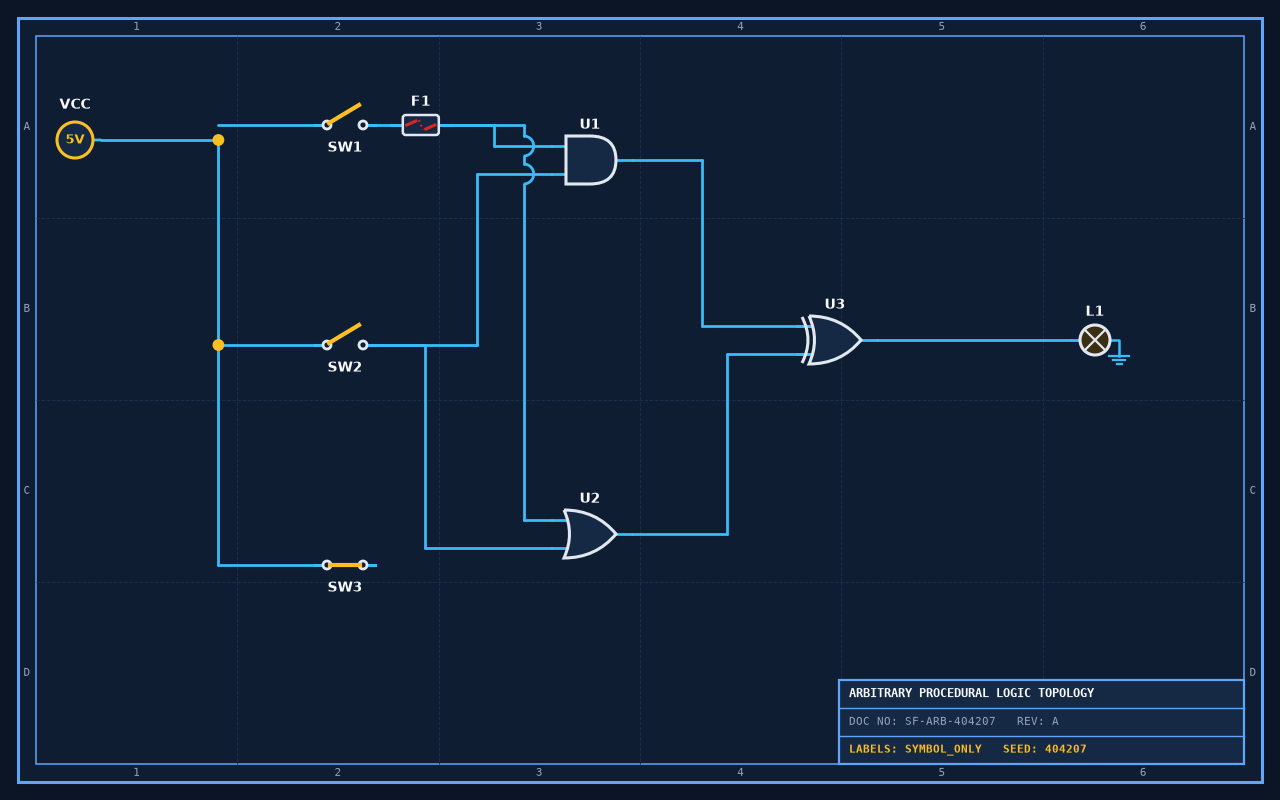 1 2 3 4 5 6
VCC
F1
A A
5V
U1
SW1
U3
B B
L1
SW2
C C
U2
SW3
D D
ARBITRARY PROCEDURAL LOGIC TOPOLOGY
DOC NO: SF-ARB-404207 REV: A
LABELS: SYMBOL_ONLY SEED: 404207
1 2 3 4 5 6